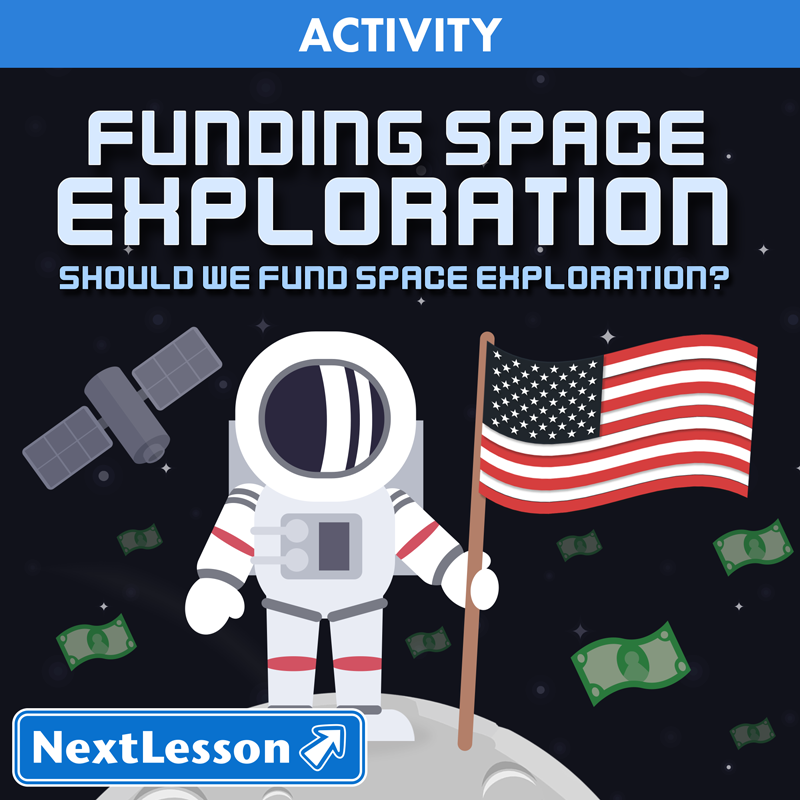 ACTIVITY
FUNDING SPACE
EXPLORATION
SHOULD WE FUND SPACE EXPLORATION?
NextLesson